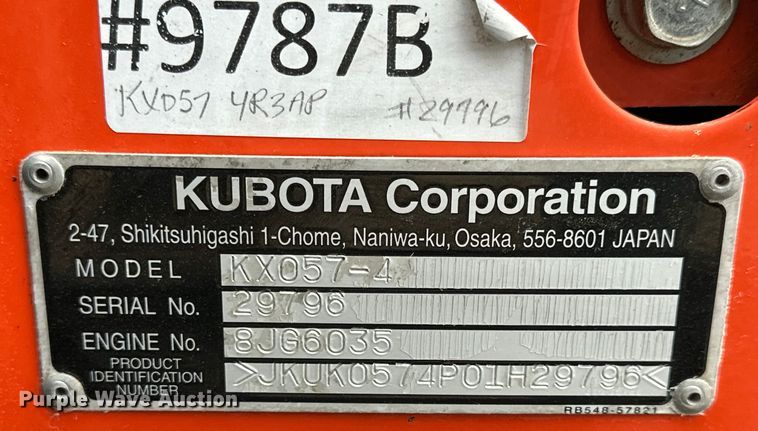 #9787B
KX057 4R3AP #29796
KUBOTA Corporation
2-47, Shikitsuhigashi 1-Chome, Naniwa-ku, Osaka, 556-8601 JAPAN
MODEL KX057-4
SERIAL No. 29796
ENGINE No. 8JG6035
PRODUCT
IDENTIFICATION
NUMBER >JKUK0574P01H29796<
RB548-57821
Purple Wave Auction